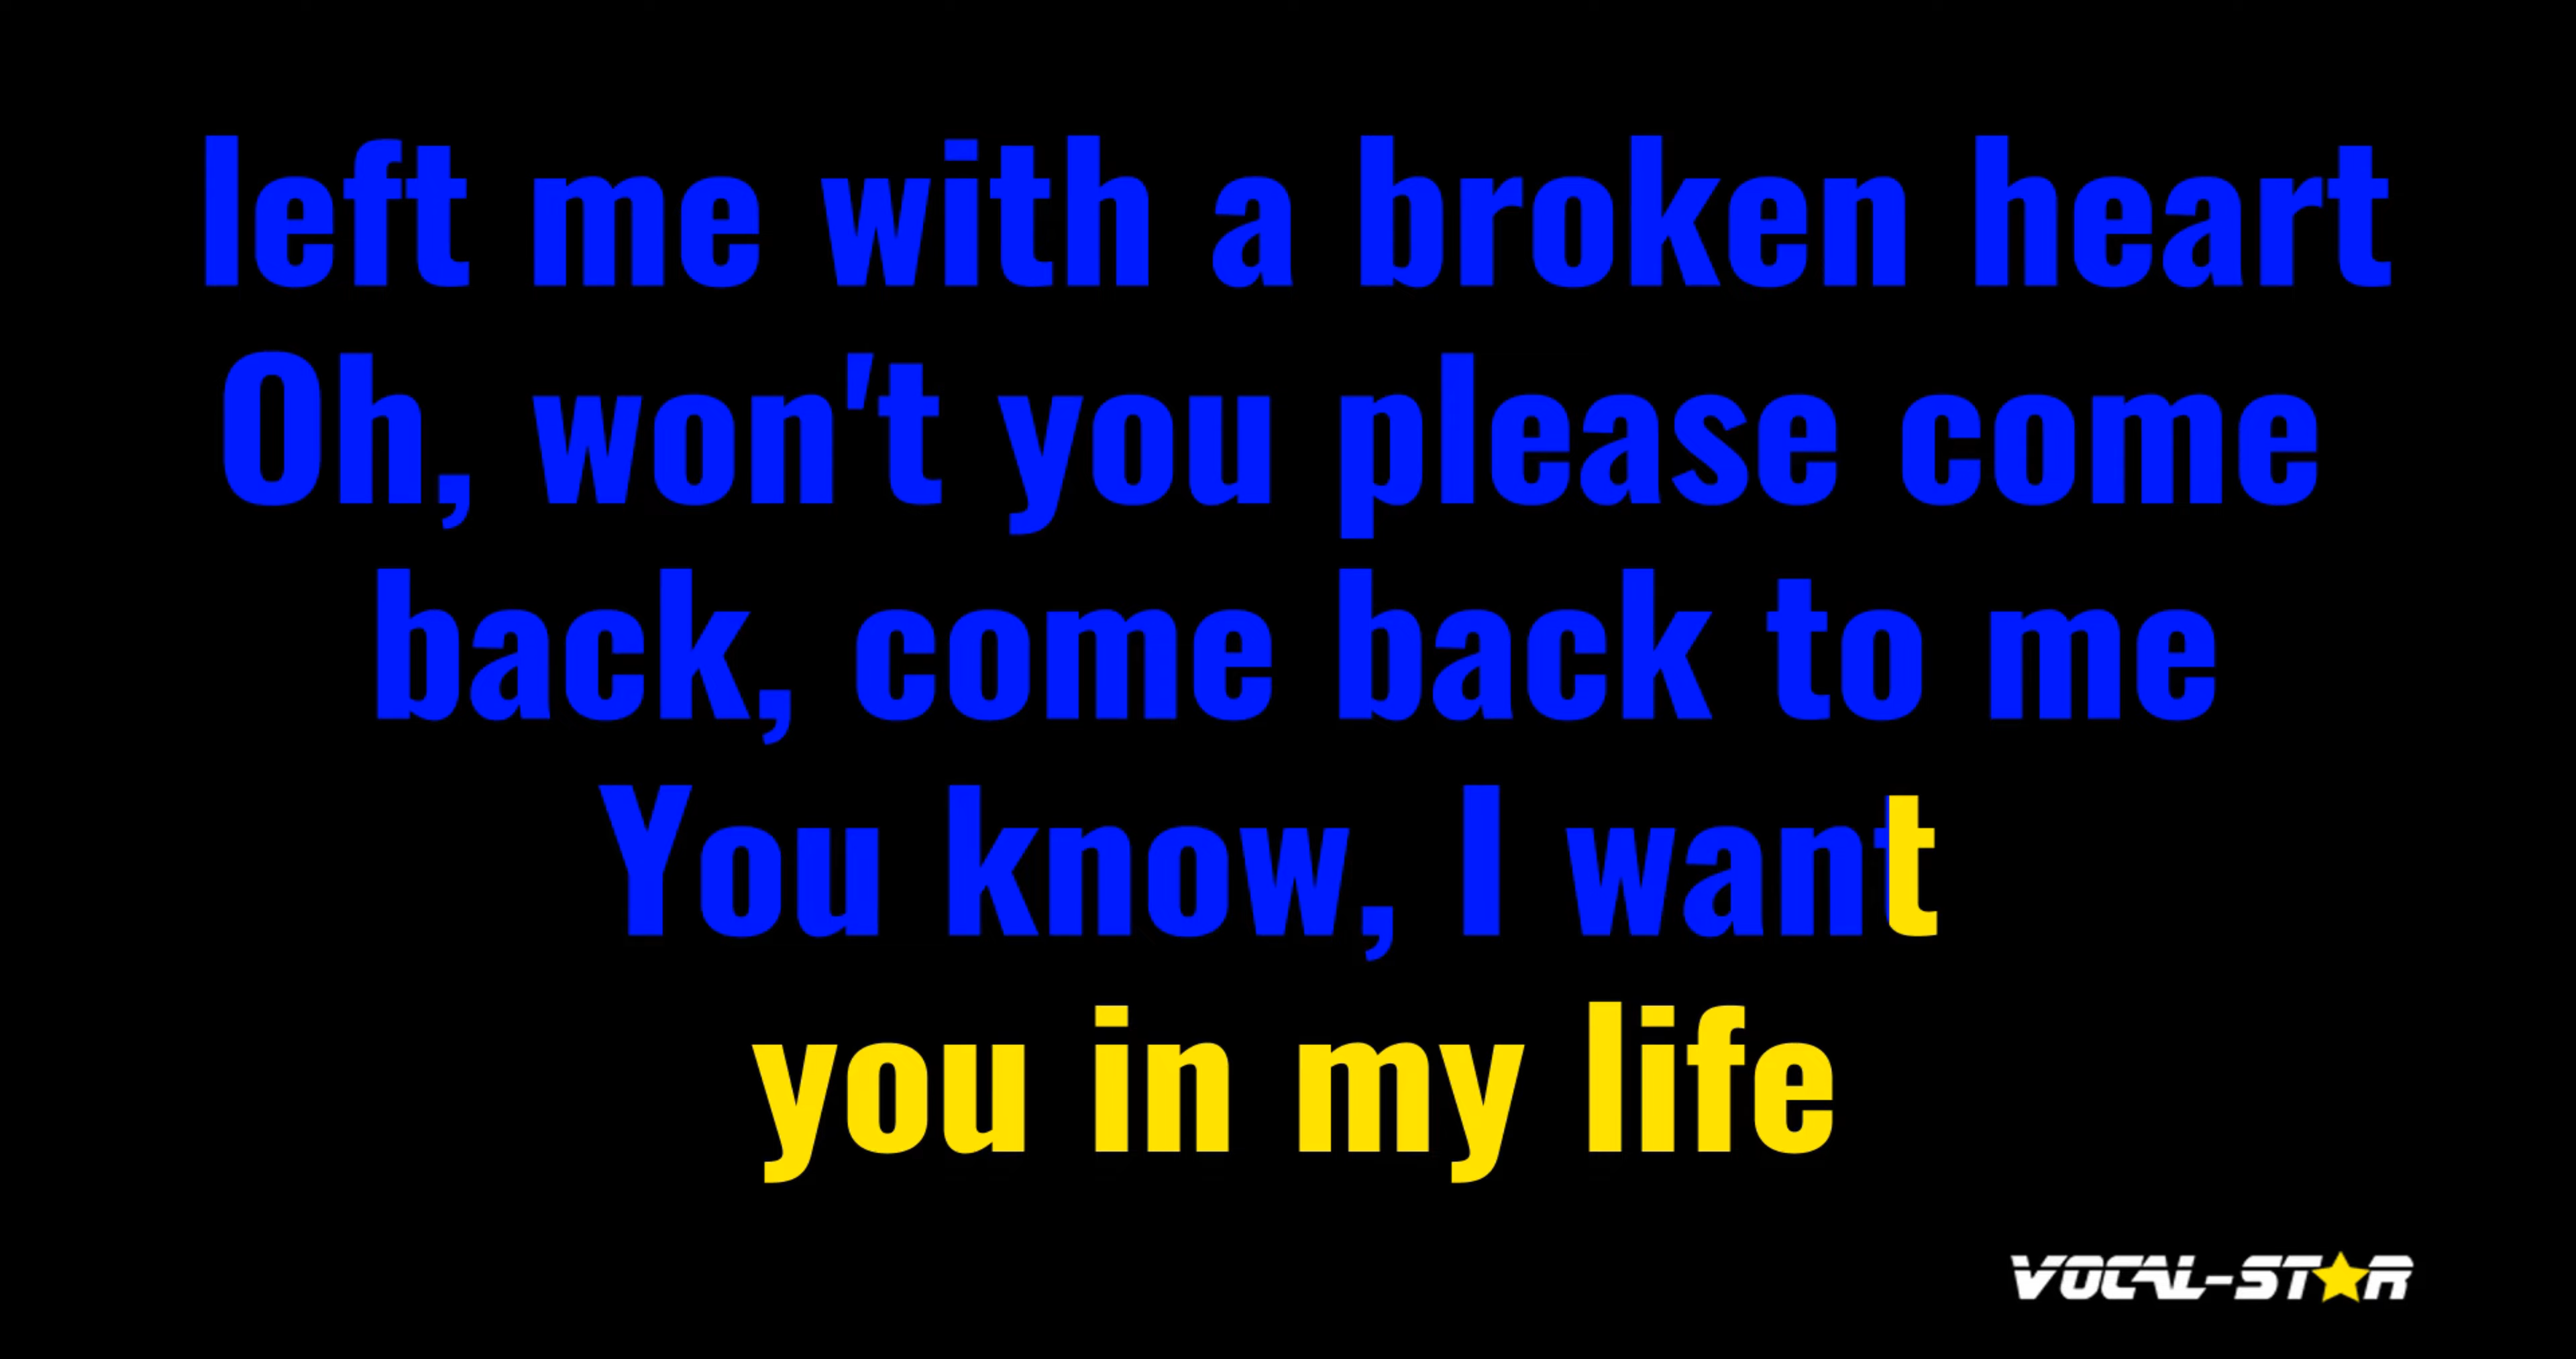 left me with a broken heart
Oh, won't you please come
back, come back to me
You know, I want
you in my life
VOCAL-STAR